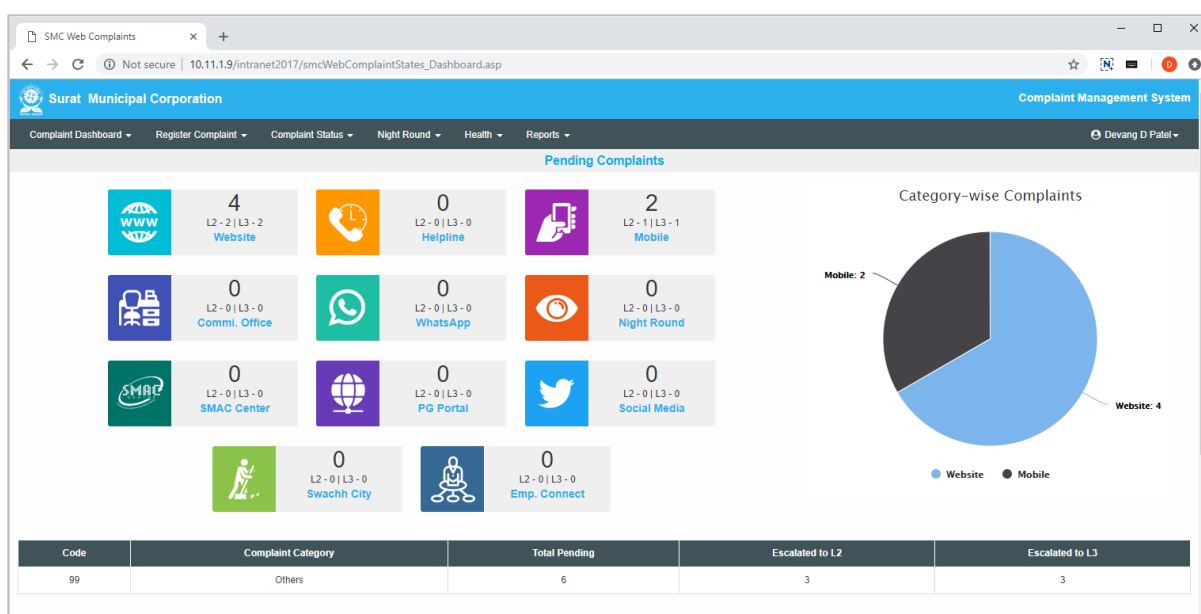 SMC Web Complaints
Not secure | 10.11.1.9/intranet2017/smcWebComplaintStates_Dashboard.asp
Surat Municipal Corporation
Complaint Management System
Complaint Dashboard Register Complaint Complaint Status Night Round Health Reports
Devang D Patel
Pending Complaints
WWW
4
L2 - 2 | L3 - 2
Website
0
L2 - 0 | L3 - 0
Helpline
2
L2 - 1 | L3 - 1
Mobile
0
L2 - 0 | L3 - 0
Commi. Office
0
L2 - 0 | L3 - 0
WhatsApp
0
L2 - 0 | L3 - 0
Night Round
SMAC
0
L2 - 0 | L3 - 0
SMAC Center
0
L2 - 0 | L3 - 0
PG Portal
0
L2 - 0 | L3 - 0
Social Media
0
L2 - 0 | L3 - 0
Swachh City
0
L2 - 0 | L3 - 0
Emp. Connect
Category-wise Complaints
Mobile: 2
Website: 4
Website Mobile
Code Complaint Category Total Pending Escalated to L2 Escalated to L3
99 Others 6 3 3